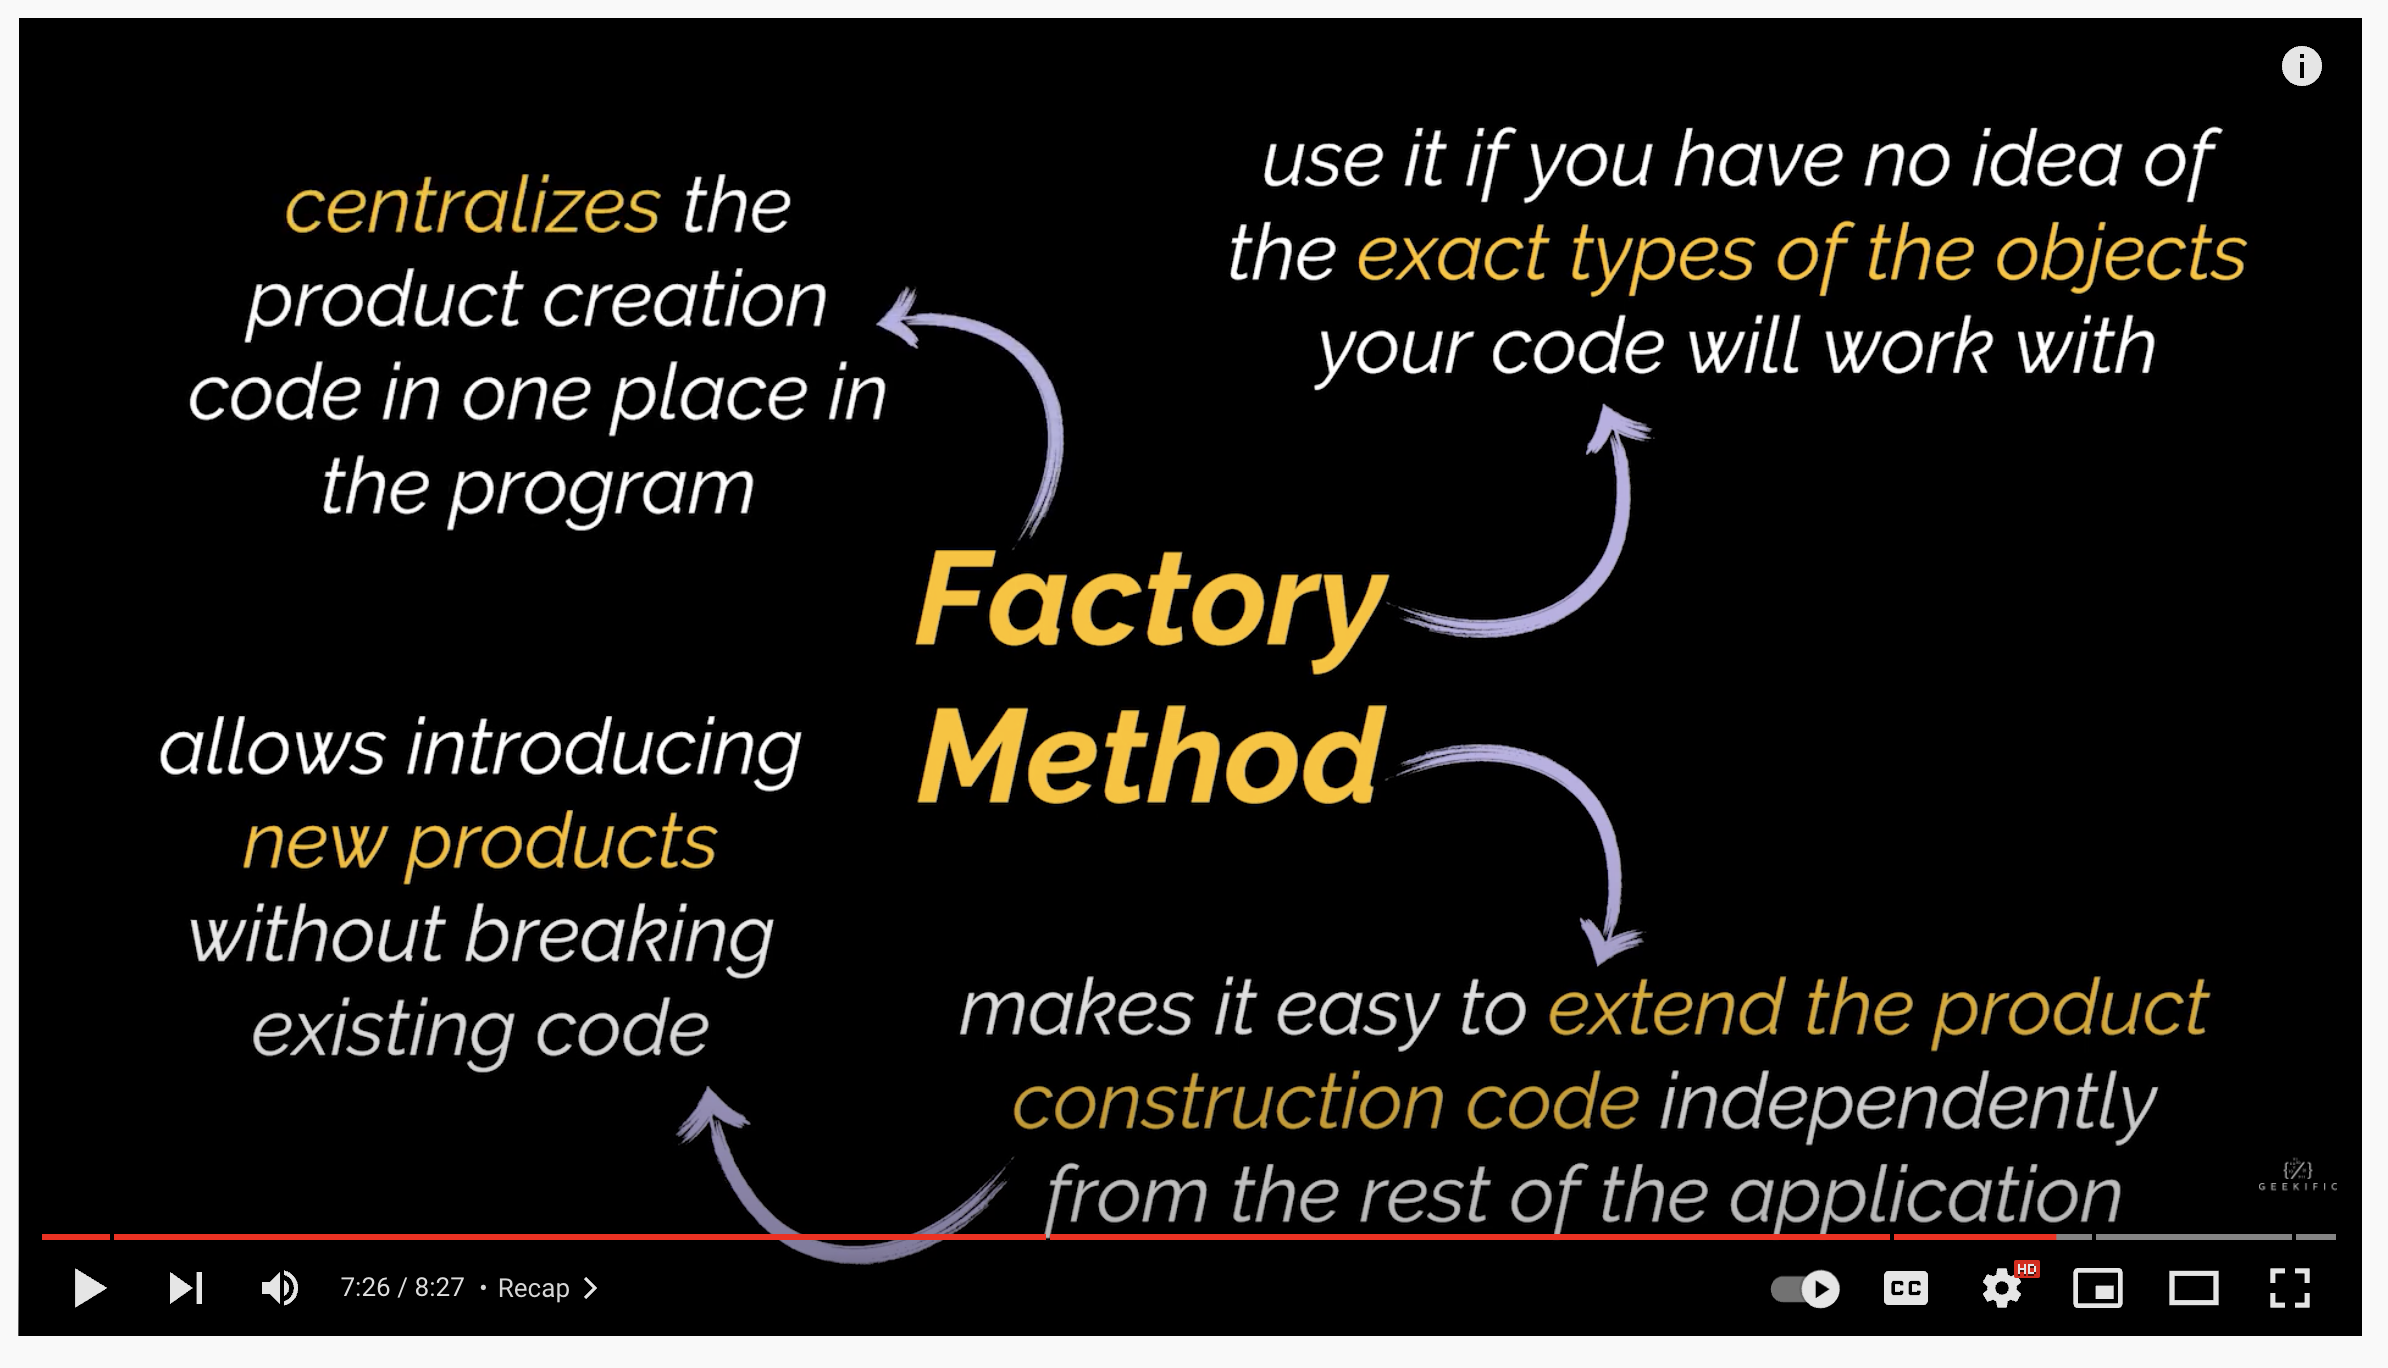 centralizes the
product creation
code in one place in
the program
use it if you have no idea of
the exact types of the objects
your code will work with
Factory
Method
allows introducing
new products
without breaking
existing code
makes it easy to extend the product
construction code independently
from the rest of the application
GEEKIFIC
7:26 / 8:27 • Recap
CC
HD